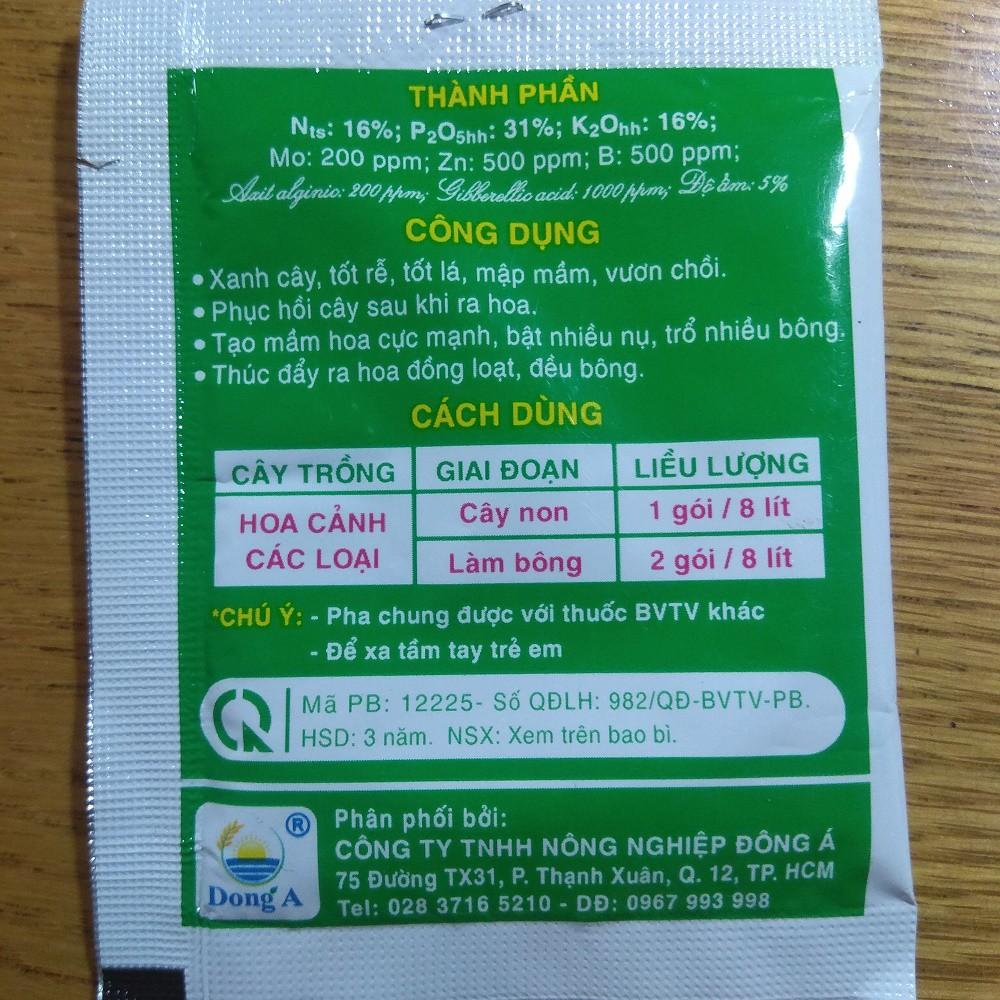 THÀNH PHẦN
Nts: 16%; P2O5hh: 31%; K2Ohh: 16%;
Mo: 200 ppm; Zn: 500 ppm; B: 500 ppm;
Axit alginic: 200 ppm; Gibberellic acid: 1000 ppm; Độ ẩm: 5%
CÔNG DỤNG
• Xanh cây, tốt rễ, tốt lá, mập mầm, vươn chồi.
• Phục hồi cây sau khi ra hoa.
• Tạo mầm hoa cực mạnh, bật nhiều nụ, trổ nhiều bông.
• Thúc đẩy ra hoa đồng loạt, đều bông.
CÁCH DÙNG
CÂY TRỒNG GIAI ĐOẠN LIỀU LƯỢNG
HOA CẢNH CÁC LOẠI
Cây non 1 gói / 8 lít
Làm bông 2 gói / 8 lít
*CHÚ Ý: - Pha chung được với thuốc BVTV khác
- Để xa tầm tay trẻ em
Mã PB: 12225- Số QĐLH: 982/QĐ-BVTV-PB.
HSD: 3 năm. NSX: Xem trên bao bì.
Phân phối bởi:
CÔNG TY TNHH NÔNG NGHIỆP ĐÔNG Á
75 Đường TX31, P. Thạnh Xuân, Q. 12, TP. HCM
Tel: 028 3716 5210 - DĐ: 0967 993 998
®
Dong A